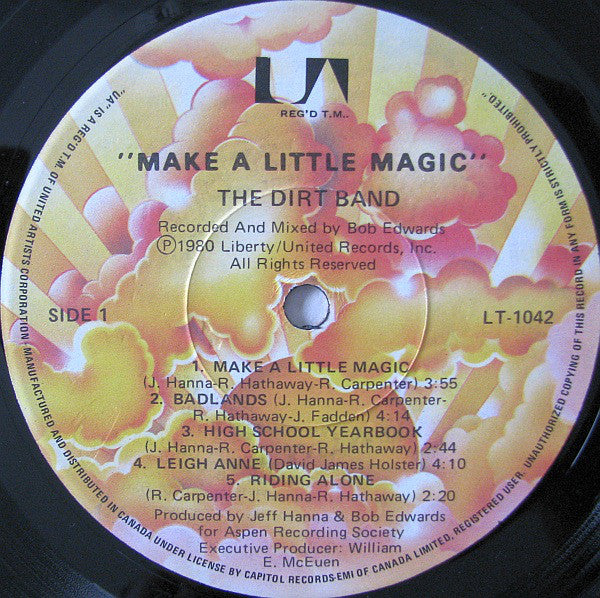 UA
REG'D T.M..
"MAKE A LITTLE MAGIC"
THE DIRT BAND
Recorded And Mixed by Bob Edwards
Ⓟ1980 Liberty/United Records, Inc.
All Rights Reserved
SIDE 1
LT-1042
1. MAKE A LITTLE MAGIC
(J. Hanna-R. Hathaway-R. Carpenter) 3:55
2. BADLANDS (J. Hanna-R. Carpenter-
R. Hathaway-J. Fadden) 4:14
3. HIGH SCHOOL YEARBOOK
(J. Hanna-R. Carpenter-R. Hathaway) 2:44
4. LEIGH ANNE (David James Holster) 4:10
5. RIDING ALONE
(R. Carpenter-J. Hanna-R. Hathaway) 2:20
Produced by Jeff Hanna & Bob Edwards
for Aspen Recording Society
Executive Producer: William
E. McEuen
"UA" IS A REG'D T.M. OF UNITED ARTISTS CORPORATION · MANUFACTURED AND DISTRIBUTED IN CANADA UNDER LICENSE BY CAPITOL RECORDS-EMI OF CANADA LIMITED, REGISTERED USER. UNAUTHORIZED COPYING OF THIS RECORD IN ANY FORM IS STRICTLY PROHIBITED."